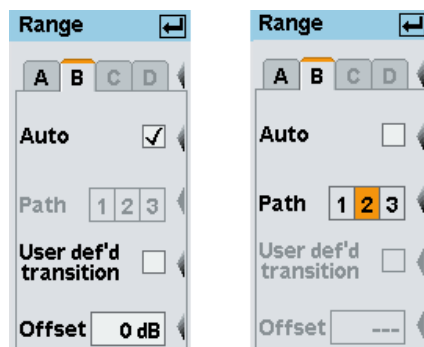 Range
A B C D
Auto
Path 1 2 3
User def'd
transition
Offset 0 dB
Range
A B C D
Auto
Path 1 2 3
User def'd
transition
Offset ---